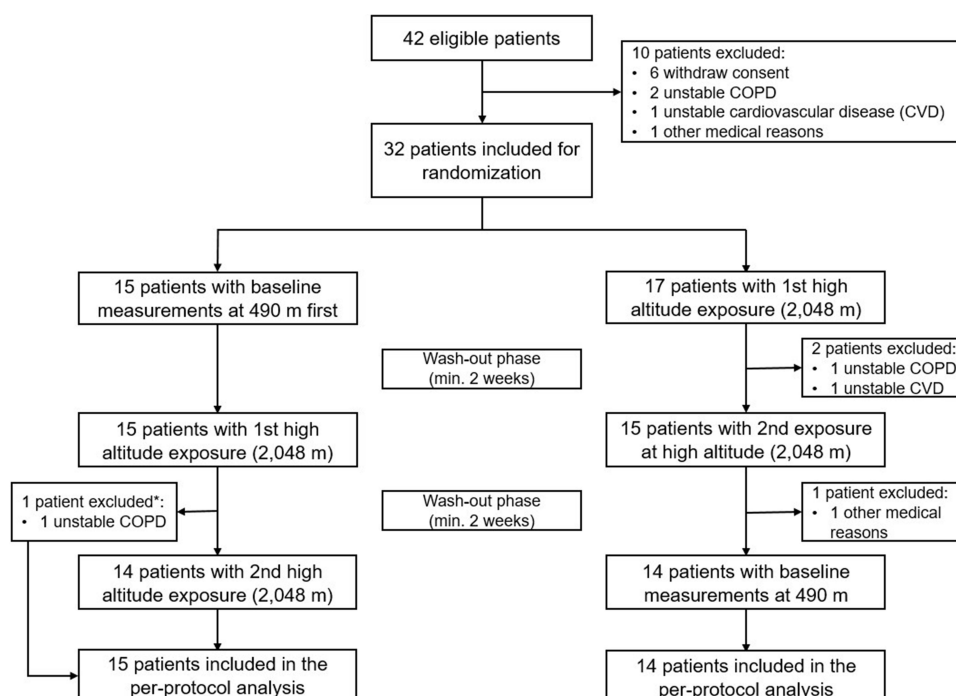 42 eligible patients
10 patients excluded:
• 6 withdraw consent
• 2 unstable COPD
• 1 unstable cardiovascular disease (CVD)
• 1 other medical reasons
32 patients included for
randomization
15 patients with baseline
measurements at 490 m first
17 patients with 1st high
altitude exposure (2,048 m)
Wash-out phase
(min. 2 weeks)
2 patients excluded:
• 1 unstable COPD
• 1 unstable CVD
15 patients with 1st high
altitude exposure (2,048 m)
15 patients with 2nd exposure
at high altitude (2,048 m)
1 patient excluded*:
• 1 unstable COPD
Wash-out phase
(min. 2 weeks)
1 patient excluded:
• 1 other medical
reasons
14 patients with 2nd high
altitude exposure (2,048 m)
14 patients with baseline
measurements at 490 m
15 patients included in the
per-protocol analysis
14 patients included in the
per-protocol analysis